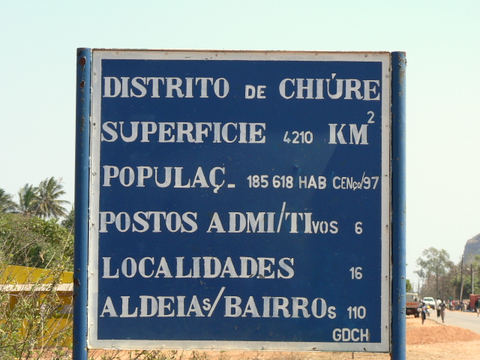 DISTRITO DE CHIÚRE
SUPERFICIE 4210 KM²
POPULAÇ- 185 618 HAB CENÇO/97
POSTOS ADMI/TIVOS 6
LOCALIDADES 16
ALDEIAS/BAIRROS 110
GDCH